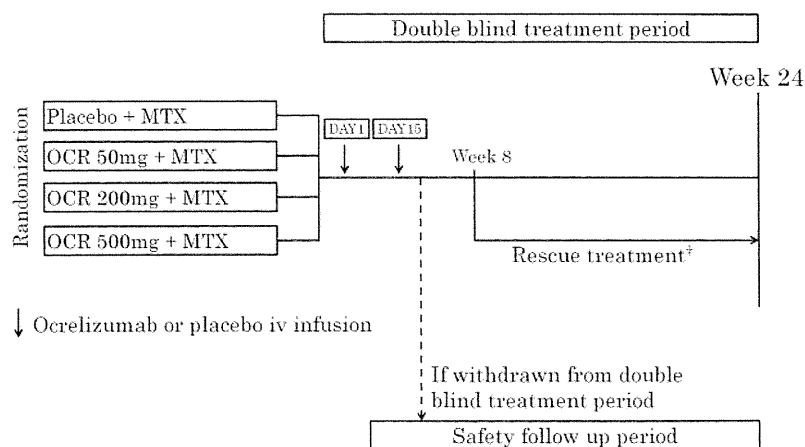 Double blind treatment period
Week 24
Randomization
Placebo + MTX
OCR 50mg + MTX
OCR 200mg + MTX
OCR 500mg + MTX
DAY1
DAY15
Week 8
Rescue treatment†
Ocrelizumab or placebo iv infusion
If withdrawn from double
blind treatment period
Safety follow up period